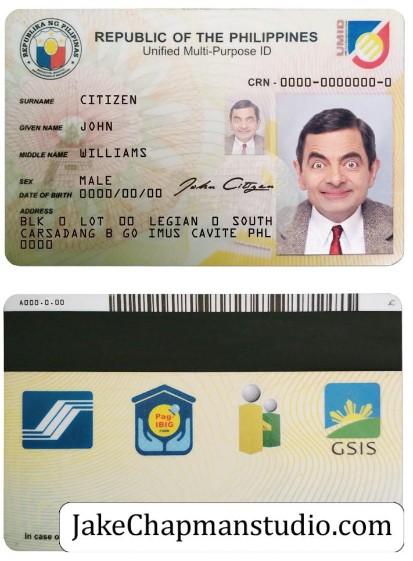 REPUBLIKA NG PILIPINAS
REPUBLIC OF THE PHILIPPINES
Unified Multi-Purpose ID
UMID
CRN - 0000-0000000-0
SURNAME CITIZEN
GIVEN NAME JOHN
MIDDLE NAME WILLIAMS
SEX MALE
DATE OF BIRTH 0000/00/00
John Citizen
ADDRESS
BLK 0 LOT 00 LEGIAN 0 SOUTH
CARSADANG B GO IMUS CAVITE PHL
0000
A000-0-00
Pag-
IBIG
FUND
GSIS
In case o
JakeChapmanstudio.com